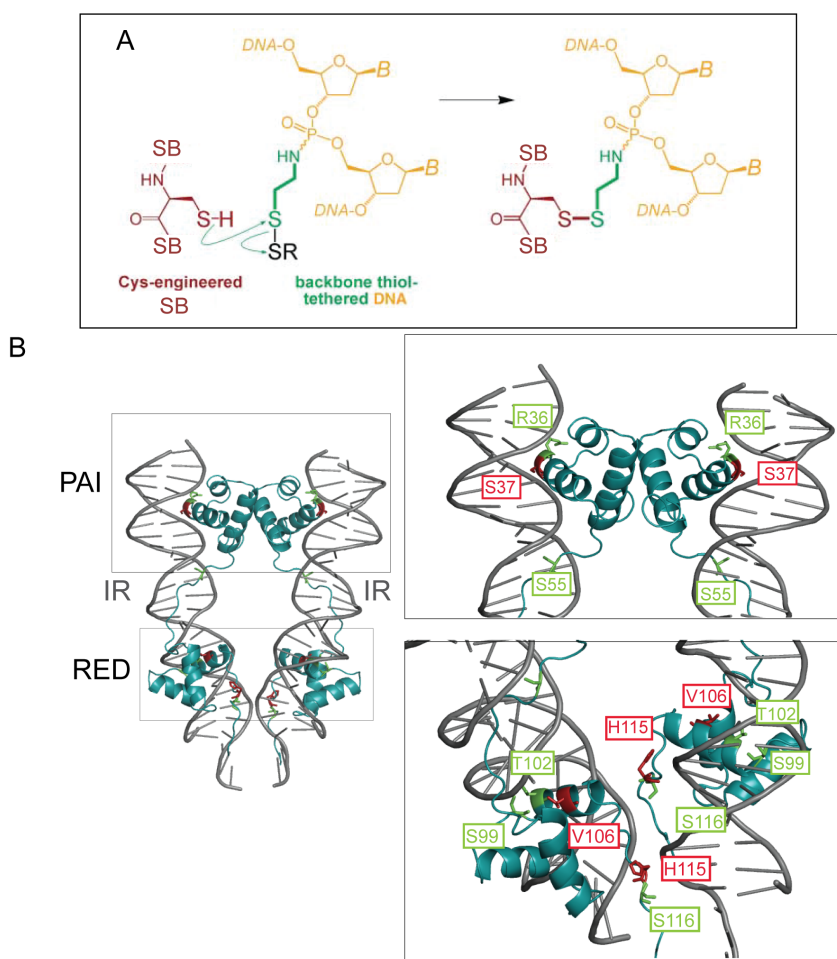 A
DNA-O
O
B
O
O=P
O
HN
O
B
DNA-O
SB
HN
O
S-H
SB
S
SR
Cys-engineered
SB
backbone thiol-
tethered DNA
DNA-O
O
B
O
O=P
O
HN
O
B
DNA-O
SB
HN
O
S-S
SB
B
PAI
IR
IR
RED
R36
R36
S37
S37
S55
S55
V106
T102
H115
S99
T102
S116
S99
V106
H115
S116